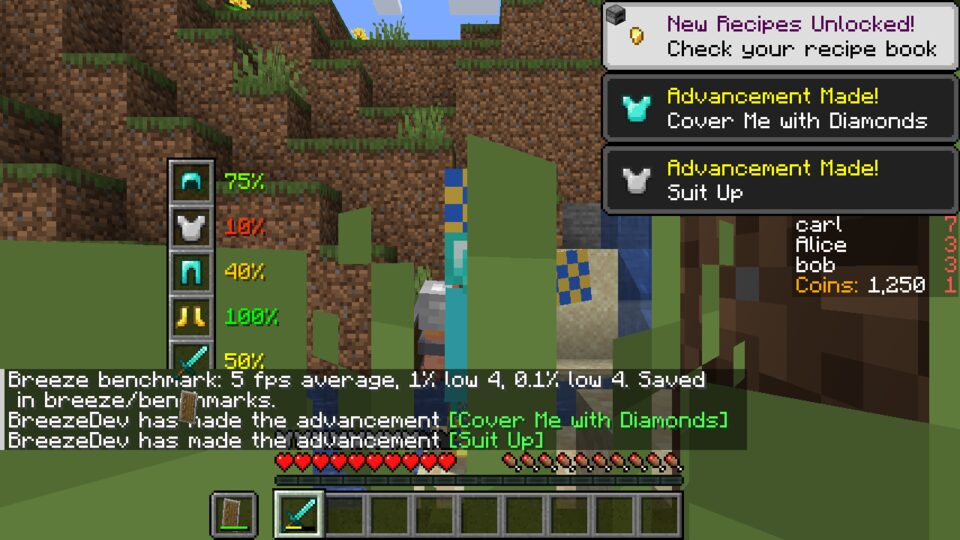 New Recipes Unlocked!
Check your recipe book
Advancement Made!
Cover Me with Diamonds
Advancement Made!
Suit Up
75%
10%
40%
100%
50%
carl 7
Alice 3
bob 3
Coins: 1,250 1
Breeze benchmark: 5 fps average, 1% low 4, 0.1% low 4. Saved
in breeze/benchmarks.
BreezeDev has made the advancement [Cover Me with Diamonds]
BreezeDev has made the advancement [Suit Up]